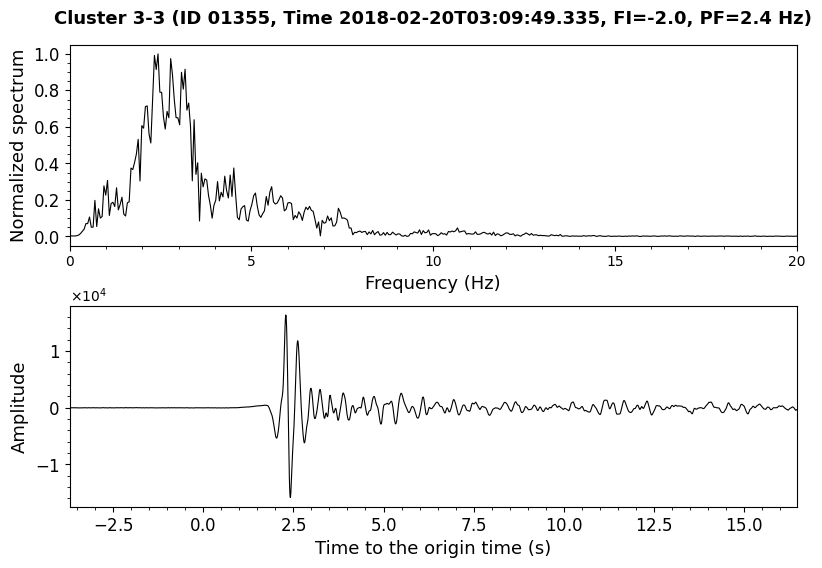 Cluster 3-3 (ID 01355, Time 2018-02-20T03:09:49.335, FI=-2.0, PF=2.4 Hz)
1.0
0.8
0.6
0.4
0.2
0.0
Normalized spectrum
0 5 10 15 20
Frequency (Hz)
×10⁴
1
0
−1
Amplitude
−2.5 0.0 2.5 5.0 7.5 10.0 12.5 15.0
Time to the origin time (s)